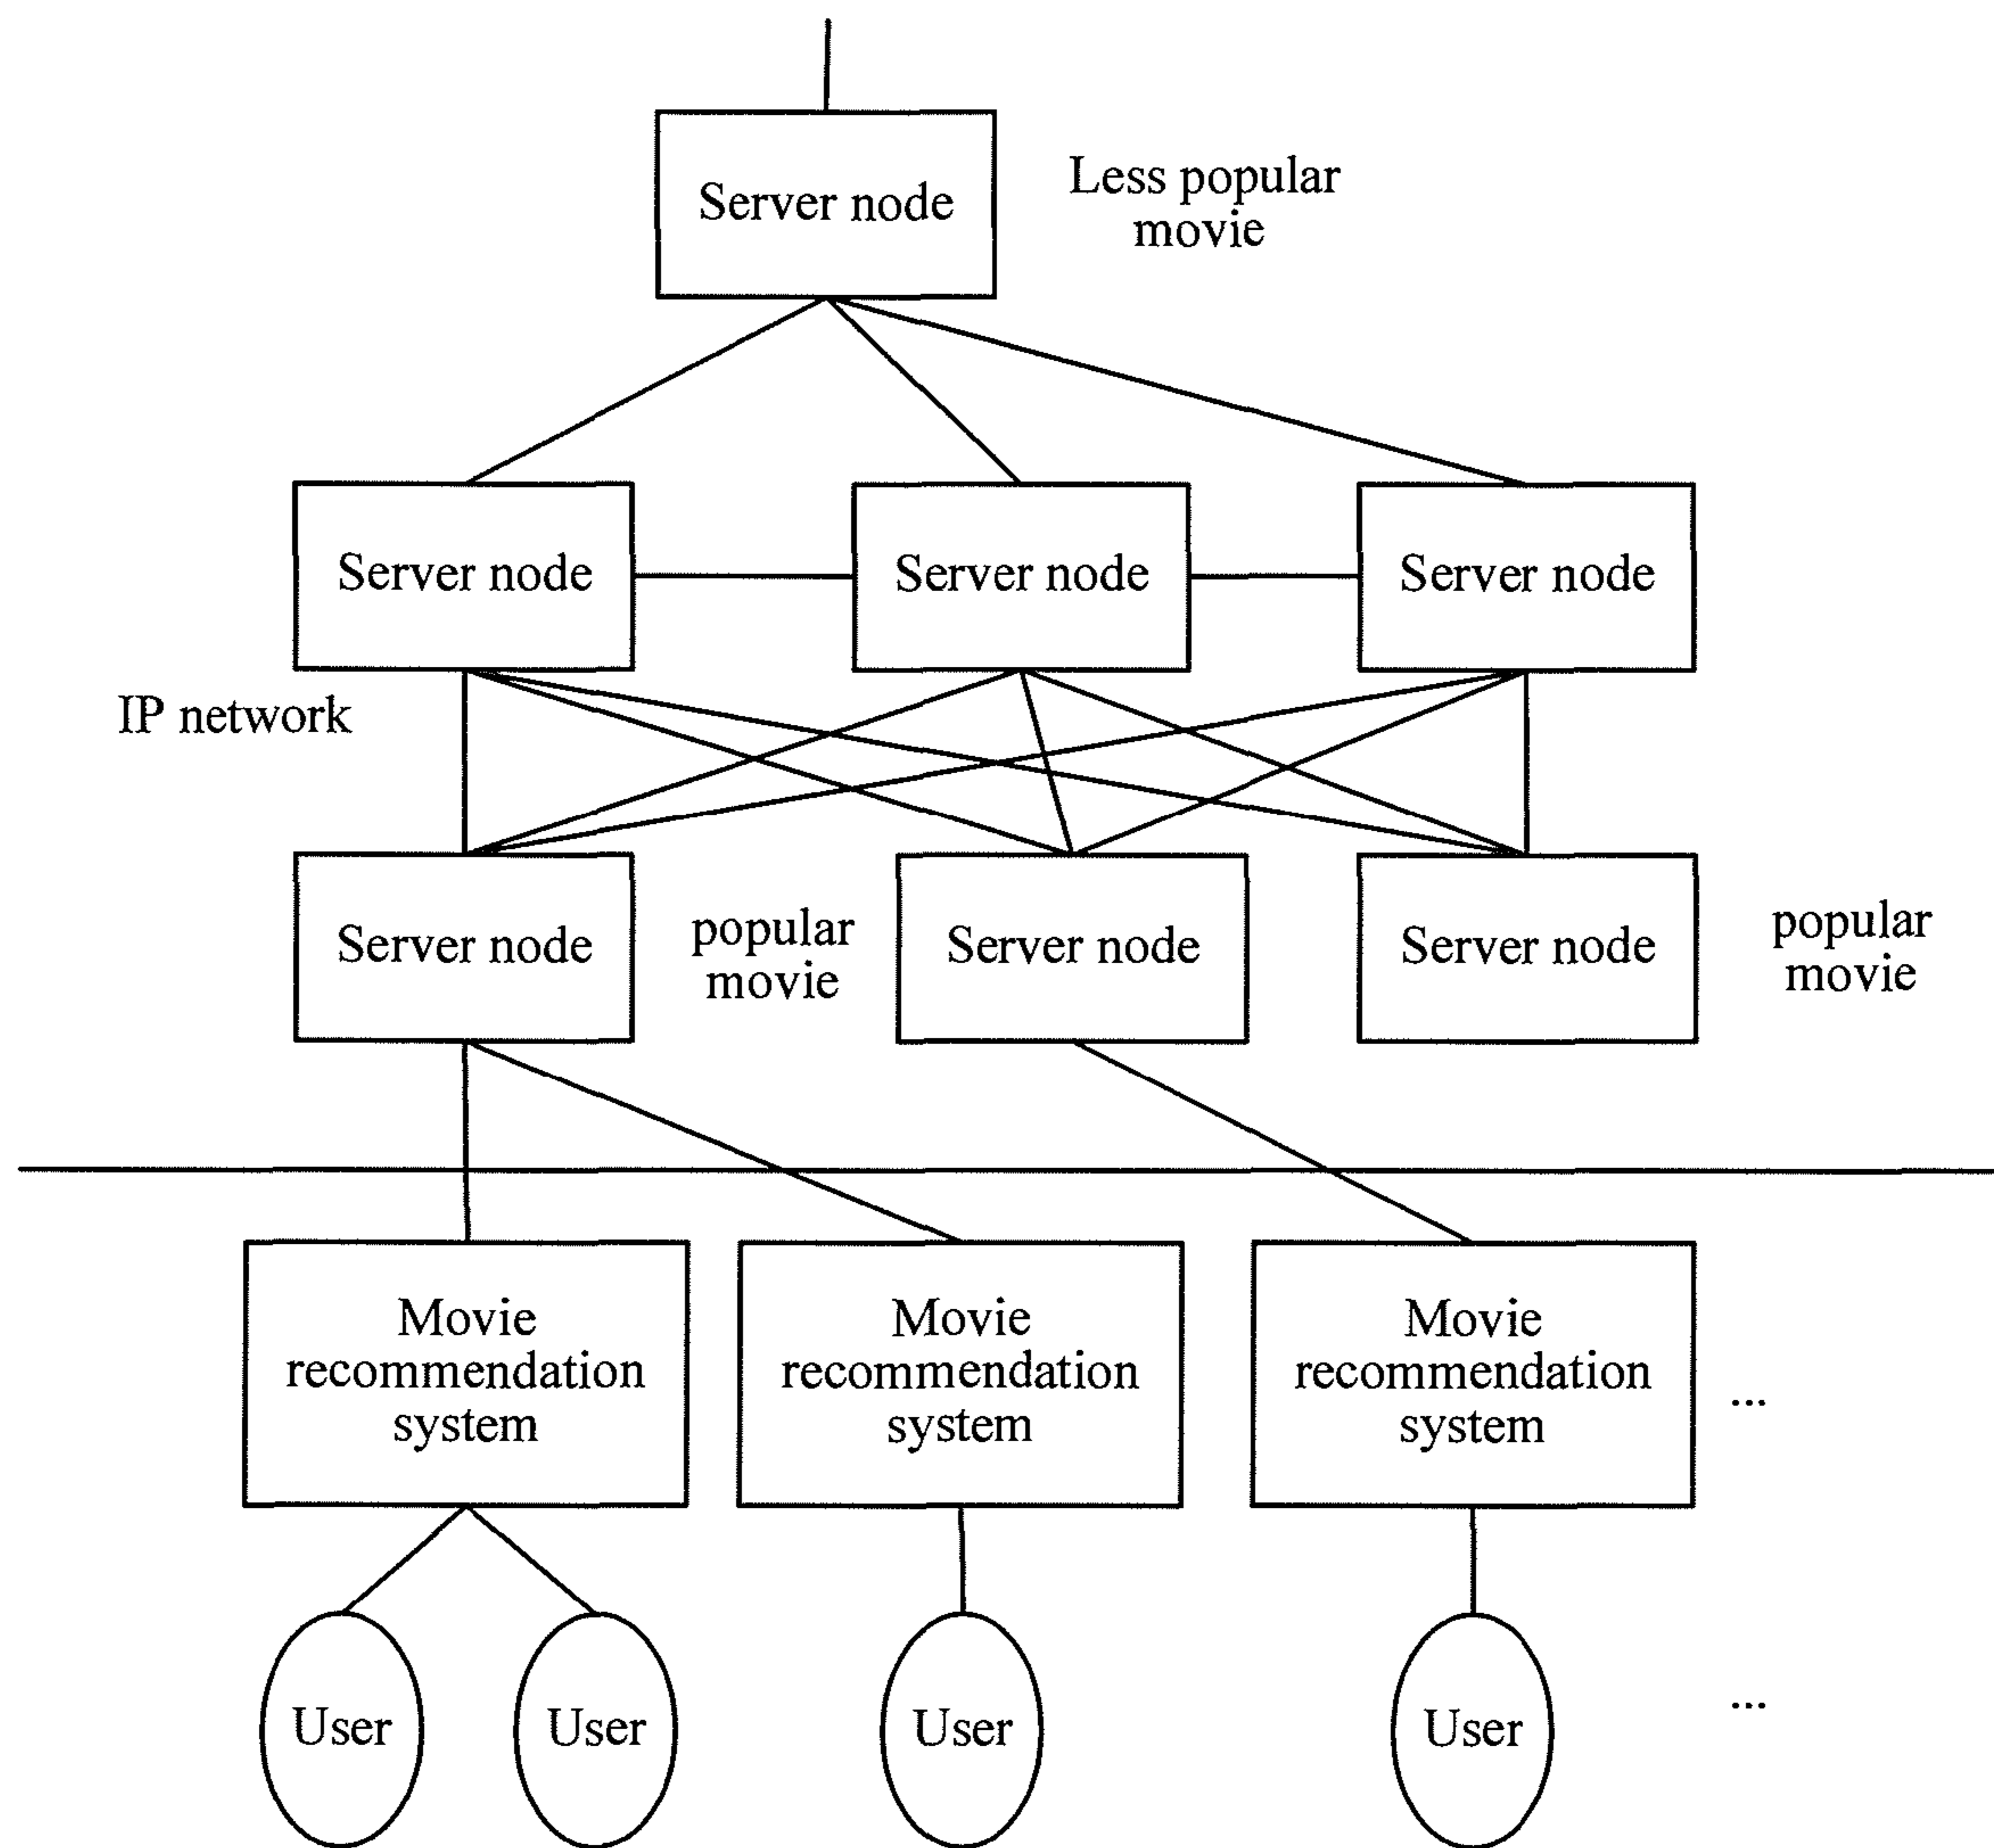 Server node
Less popular
movie
Server node
Server node
Server node
IP network
Server node
popular
movie
Server node
Server node
popular
movie
Movie
recommendation
system
Movie
recommendation
system
Movie
recommendation
system
...
User
User
User
User
...